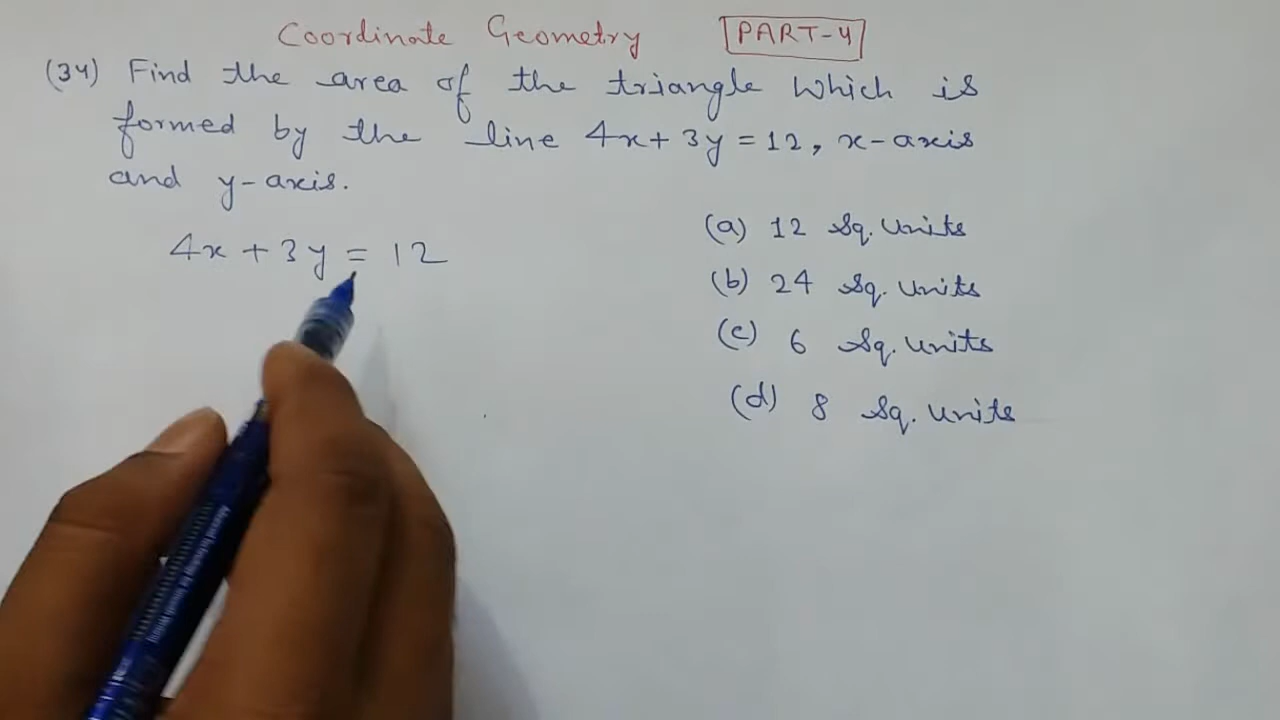 Coordinate Geometry PART-4
(34) Find the area of the triangle which is
formed by the line 4x+3y=12, x-axis
and y-axis.
4x + 3y = 12
(a) 12 Sq. Units
(b) 24 Sq. Units
(c) 6 Sq. Units
(d) 8 Sq. Units